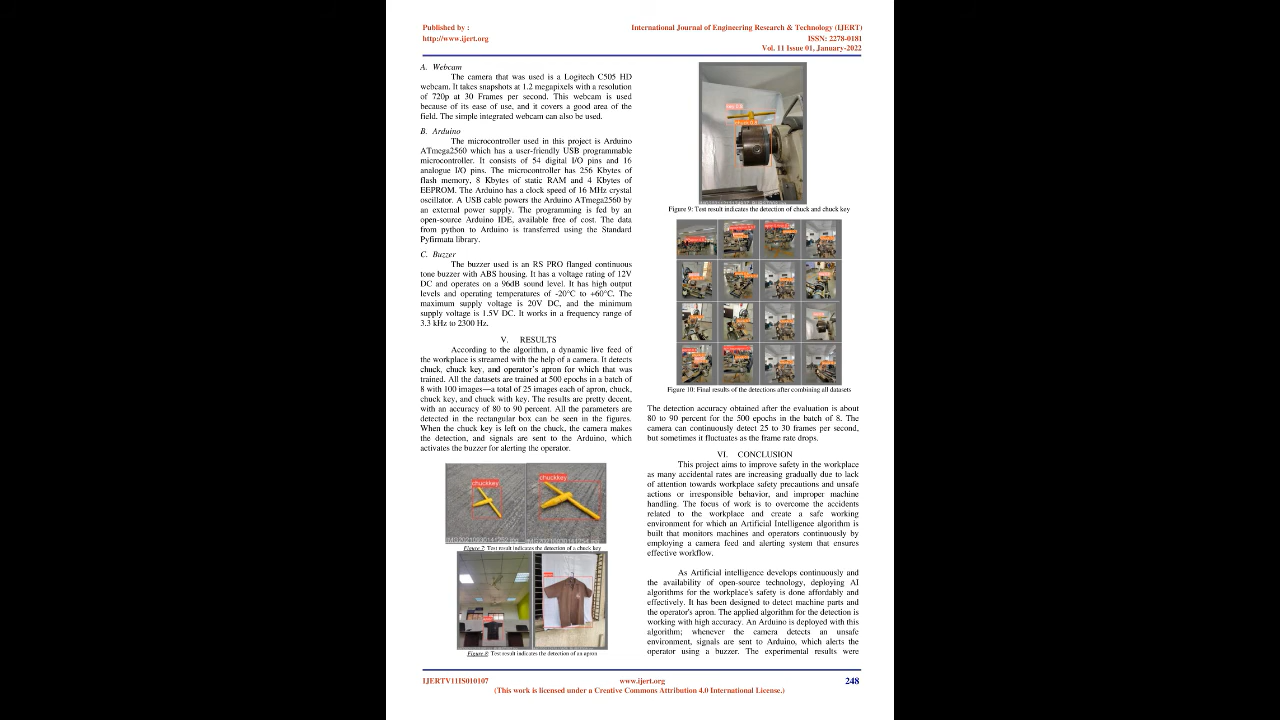 Published by :
http://www.ijert.org
International Journal of Engineering Research & Technology (IJERT)
ISSN: 2278-0181
Vol. 11 Issue 01, January-2022
A. Webcam
The camera that was used is a Logitech C505 HD
webcam. It takes snapshots at 1.2 megapixels with a resolution
of 720p at 30 Frames per second. This webcam is used
because of its ease of use, and it covers a good area of the
field. The simple integrated webcam can also be used.
B. Arduino
The microcontroller used in this project is Arduino
ATmega2560 which has a user-friendly USB programmable
microcontroller. It consists of 54 digital I/O pins and 16
analogue I/O pins. The microcontroller has 256 Kbytes of
flash memory, 8 Kbytes of static RAM and 4 Kbytes of
EEPROM. The Arduino has a clock speed of 16 MHz crystal
oscillator. A USB cable powers the Arduino ATmega2560 by
an external power supply. The programming is fed by an
open-source Arduino IDE, available free of cost. The data
from python to Arduino is transferred using the Standard
Pyfirmata library.
C. Buzzer
The buzzer used is an RS PRO flanged continuous
tone buzzer with ABS housing. It has a voltage rating of 12V
DC and operates on a 96dB sound level. It has high output
levels and operating temperatures of -20°C to +60°C. The
maximum supply voltage is 20V DC, and the minimum
supply voltage is 1.5V DC. It works in a frequency range of
3.3 kHz to 2300 Hz.
V. RESULTS
According to the algorithm, a dynamic live feed of
the workplace is streamed with the help of a camera. It detects
chuck, chuck key, and operator's apron for which that was
trained. All the datasets are trained at 500 epochs in a batch of
8 with 100 images—a total of 25 images each of apron, chuck,
chuck key, and chuck with key. The results are pretty decent,
with an accuracy of 80 to 90 percent. All the parameters are
detected in the rectangular box can be seen in the figures.
When the chuck key is left on the chuck, the camera makes
the detection, and signals are sent to the Arduino, which
activates the buzzer for alerting the operator.
chuckkey
chuckkey
IMG20210930141252.jpg
IMG20210930141254.jpg
Figure 7: Test result indicates the detection of a chuck key
Figure 8: Test result indicates the detection of an apron
Figure 9: Test result indicates the detection of chuck and chuck key
Figure 10: Final results of the detections after combining all datasets
The detection accuracy obtained after the evaluation is about
80 to 90 percent for the 500 epochs in the batch of 8. The
camera can continuously detect 25 to 30 frames per second,
but sometimes it fluctuates as the frame rate drops.
VI. CONCLUSION
This project aims to improve safety in the workplace
as many accidental rates are increasing gradually due to lack
of attention towards workplace safety precautions and unsafe
actions or irresponsible behavior, and improper machine
handling. The focus of work is to overcome the accidents
related to the workplace and create a safe working
environment for which an Artificial Intelligence algorithm is
built that monitors machines and operators continuously by
employing a camera feed and alerting system that ensures
effective workflow.
As Artificial intelligence develops continuously and
the availability of open-source technology, deploying AI
algorithms for the workplace's safety is done affordably and
effectively. It has been designed to detect machine parts and
the operator's apron. The applied algorithm for the detection is
working with high accuracy. An Arduino is deployed with this
algorithm; whenever the camera detects an unsafe
environment, signals are sent to Arduino, which alerts the
operator using a buzzer. The experimental results were
IJERTV11IS010107
www.ijert.org
248
(This work is licensed under a Creative Commons Attribution 4.0 International License.)